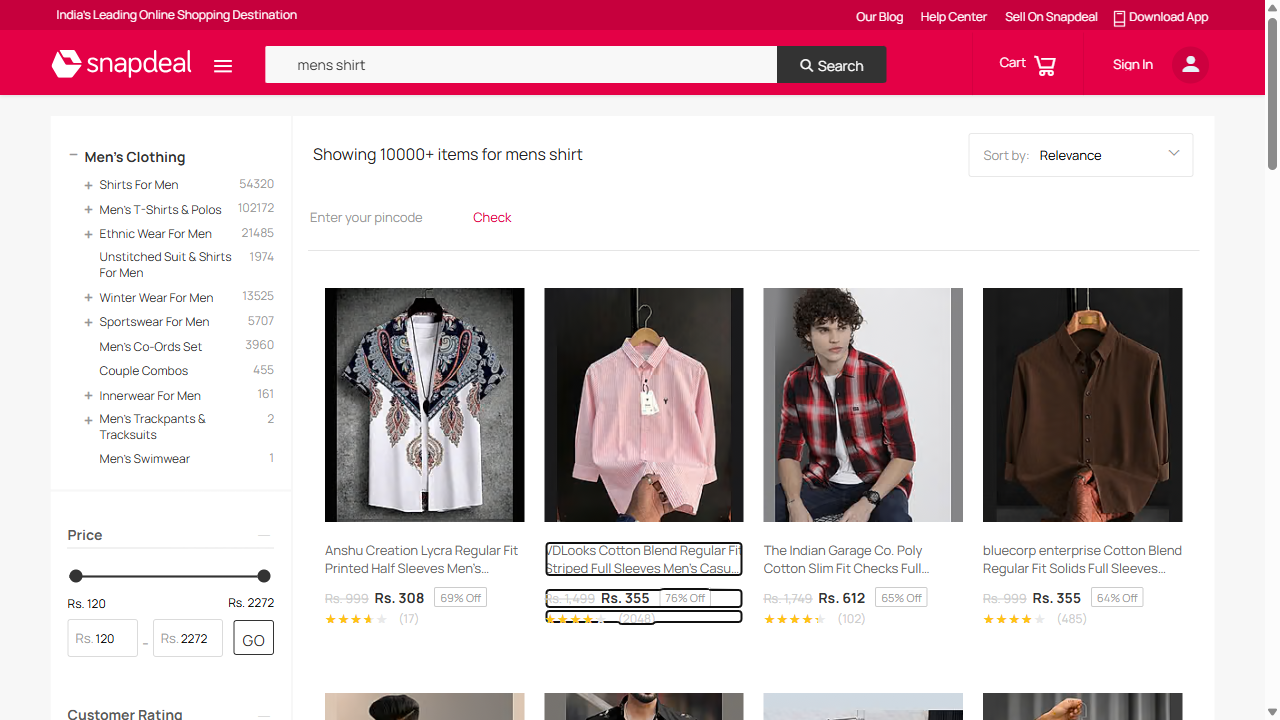 India's Leading Online Shopping Destination
Our Blog
Help Center
Sell On Snapdeal
Download App
snapdeal
mens shirt
Search
Cart
Sign In
Men's Clothing
Shirts For Men 54320
Men's T-Shirts & Polos 102172
Ethnic Wear For Men 21485
Unstitched Suit & Shirts 1974
For Men
Winter Wear For Men 13525
Sportswear For Men 5707
Men's Co-Ords Set 3960
Couple Combos 455
Innerwear For Men 161
Men's Trackpants & 2
Tracksuits
Men's Swimwear 1
Price
Rs. 120 Rs. 2272
Rs. 120 - Rs. 2272 GO
Customer Rating
Showing 10000+ items for mens shirt
Sort by: Relevance
Enter your pincode Check
Anshu Creation Lycra Regular Fit
Printed Half Sleeves Men's...
Rs. 999 Rs. 308 69% Off
(17)
VDLooks Cotton Blend Regular Fit
Striped Full Sleeves Men's Casu...
Rs. 1,499 Rs. 355 76% Off
(2048)
The Indian Garage Co. Poly
Cotton Slim Fit Checks Full...
Rs. 1,749 Rs. 612 65% Off
(102)
bluecorp enterprise Cotton Blend
Regular Fit Solids Full Sleeves...
Rs. 999 Rs. 355 64% Off
(485)